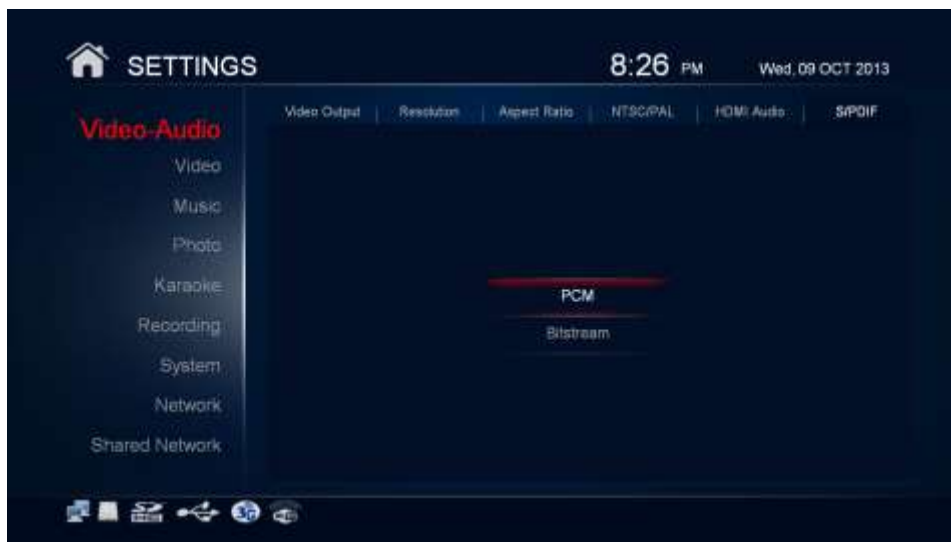 SETTINGS
8:26 PM
Wed, 09 OCT 2013
Video Output | Resolution | Aspect Ratio | NTSC/PAL | HDMI Audio | S/PDIF
Video-Audio
Video
Music
Photo
Karaoke
Recording
System
Network
Shared Network
PCM
Bitstream
3G